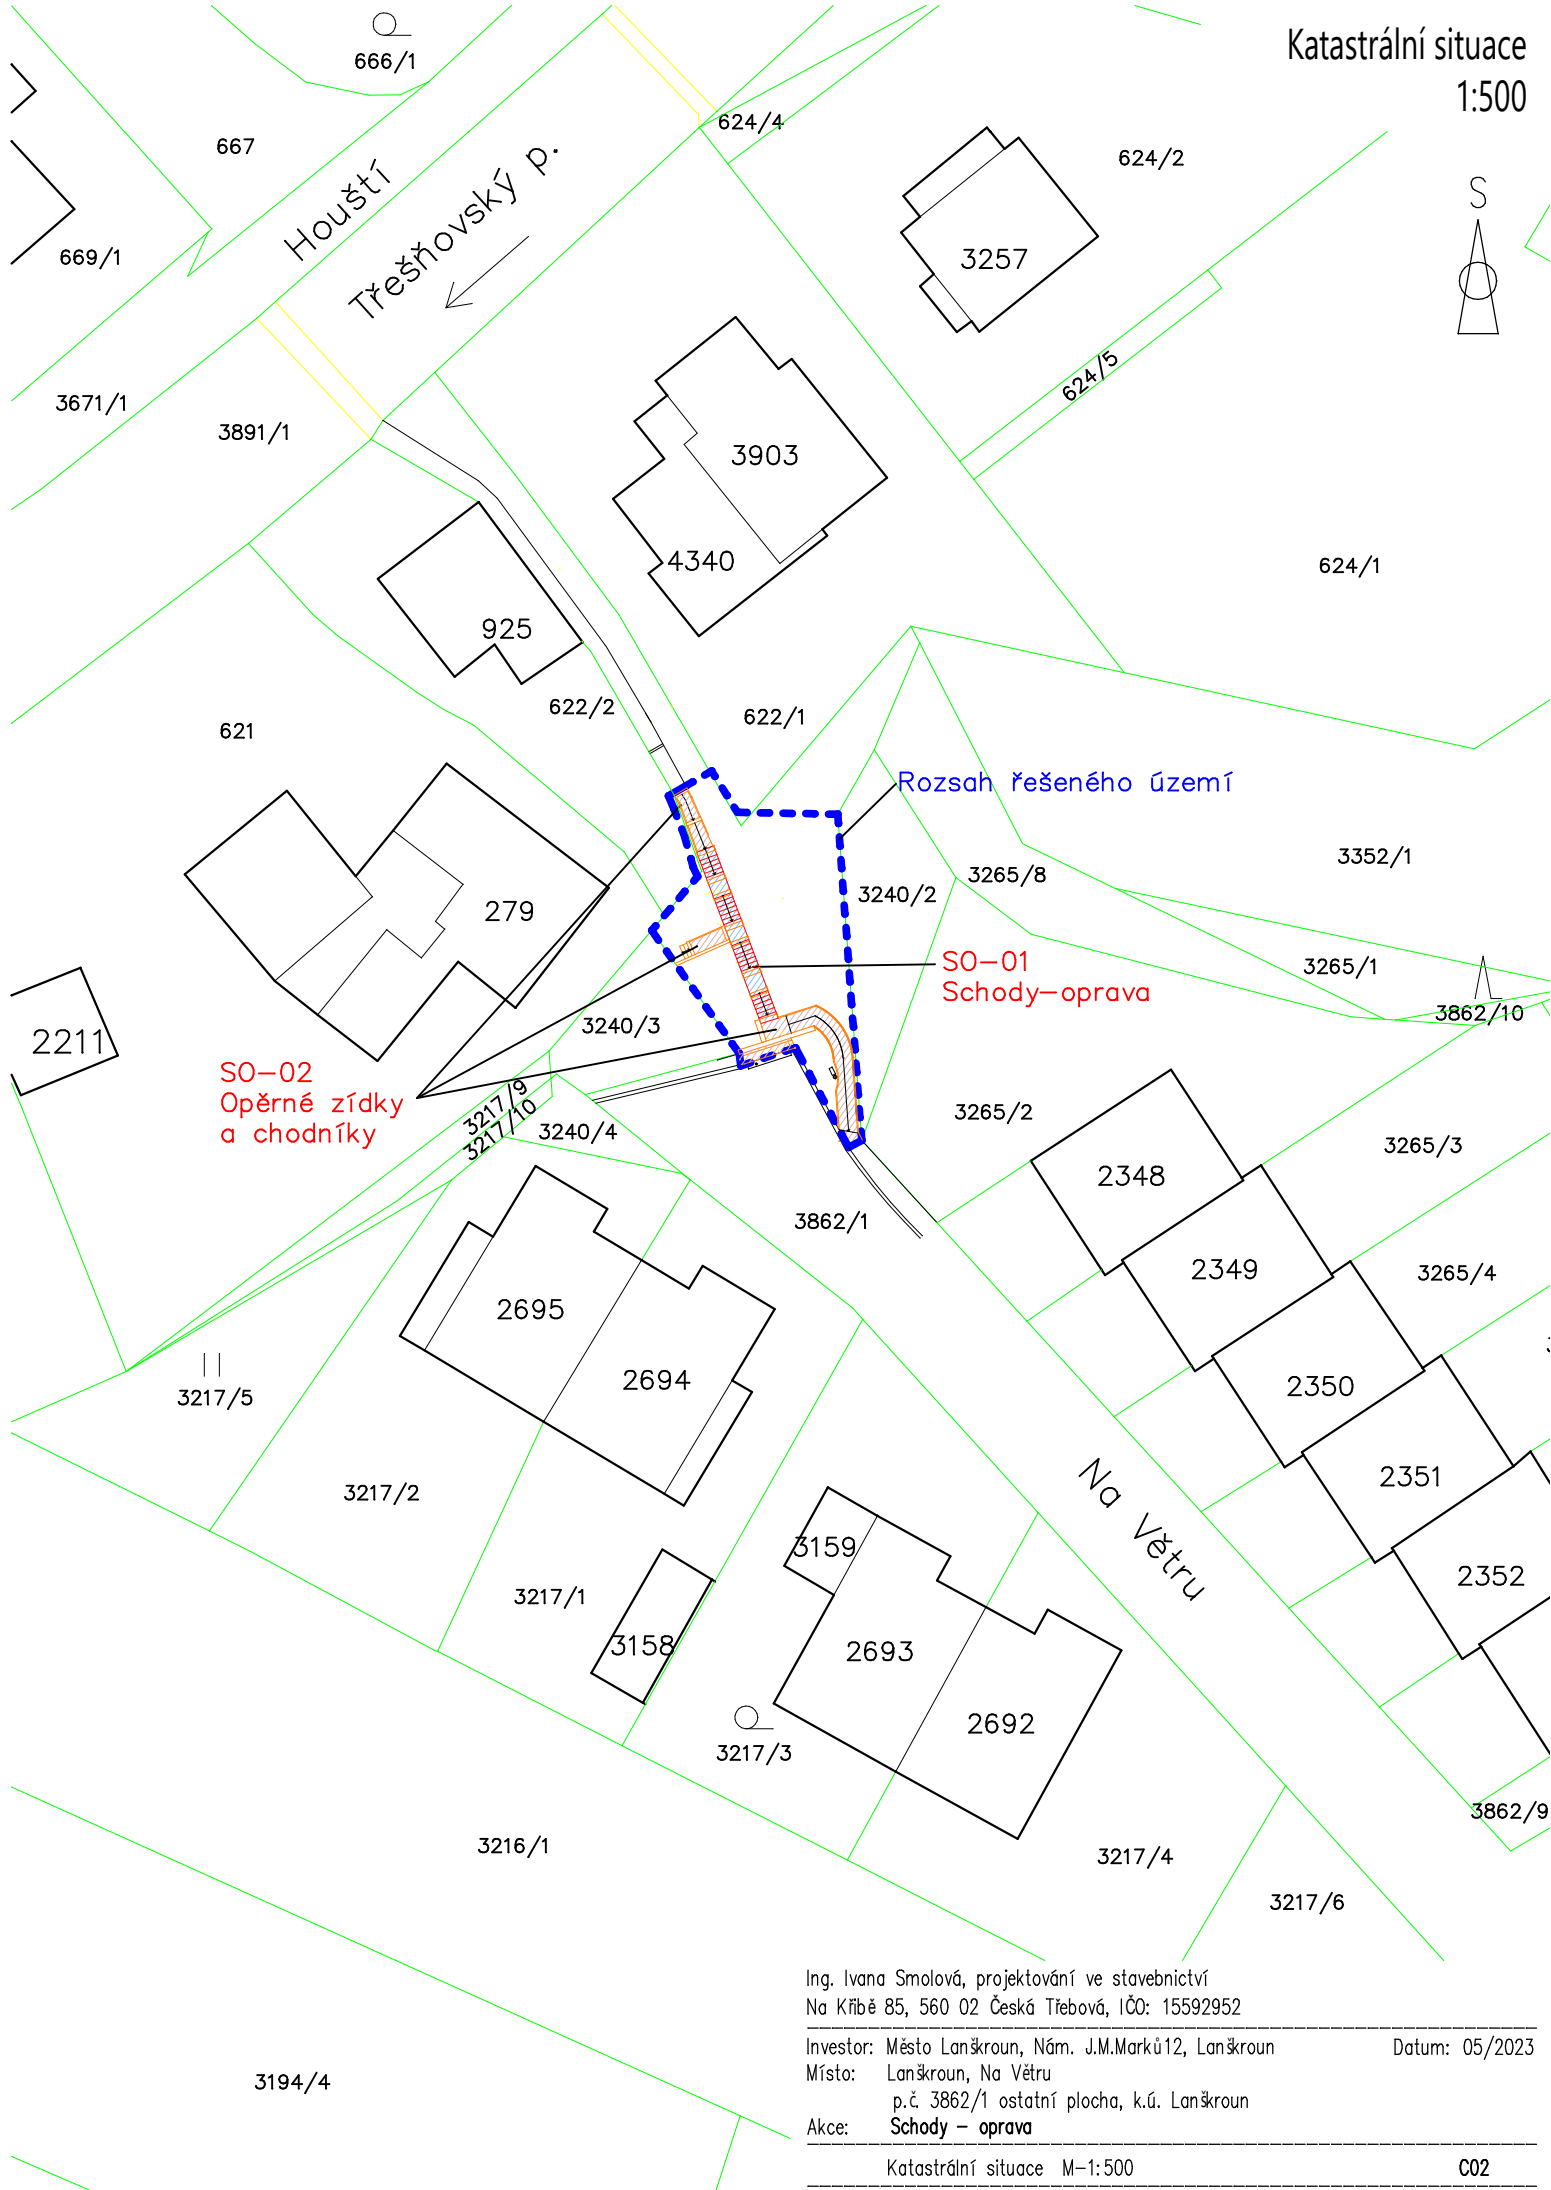 Katastrální situace
1:500
666/1
624/4
667
624/2
Houští
Třešňovský p.
S
669/1
3257
624/5
3671/1
3891/1
3903
4340
624/1
925
622/2
622/1
621
Rozsah řešeného území
3352/1
3265/8
3240/2
279
SO-01
Schody-oprava
3265/1
3862/10
2211
3240/3
SO-02
Opěrné zídky
a chodníky
3217/9
3217/10
3240/4
3265/2
3265/3
2348
3862/1
2349
3265/4
2695
2694
3217/5
2350
2351
3217/2
Na Větru
3159
2352
3217/1
3158
2693
2692
3217/3
3862/9
3216/1
3217/4
3217/6
Ing. Ivana Smolová, projektování ve stavebnictví
Na Křibě 85, 560 02 Česká Třebová, IČO: 15592952
Investor: Město Lanškroun, Nám. J.M.Marků12, Lanškroun Datum: 05/2023
Místo: Lanškroun, Na Větru
p.č. 3862/1 ostatní plocha, k.ú. Lanškroun
Akce: Schody - oprava
3194/4
Katastrální situace M-1:500 C02